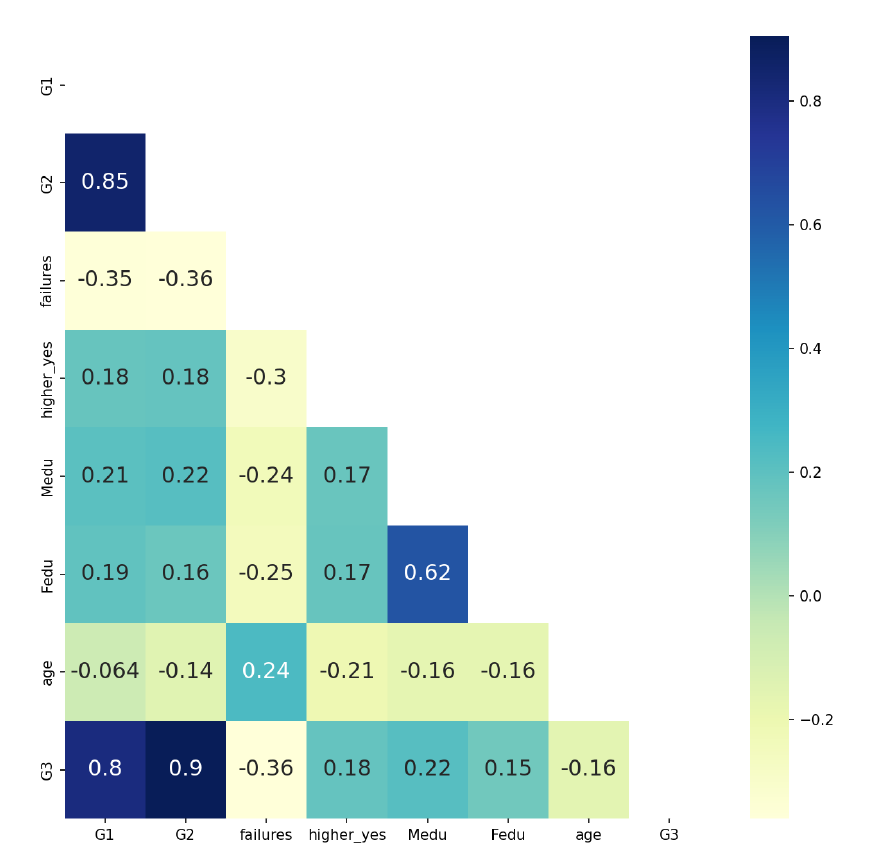 G1
G2 0.85
failures -0.35 -0.36
higher_yes 0.18 0.18 -0.3
Medu 0.21 0.22 -0.24 0.17
Fedu 0.19 0.16 -0.25 0.17 0.62
age -0.064 -0.14 0.24 -0.21 -0.16 -0.16
G3 0.8 0.9 -0.36 0.18 0.22 0.15 -0.16
G1 G2 failures higher_yes Medu Fedu age G3
0.8
0.6
0.4
0.2
0.0
−0.2